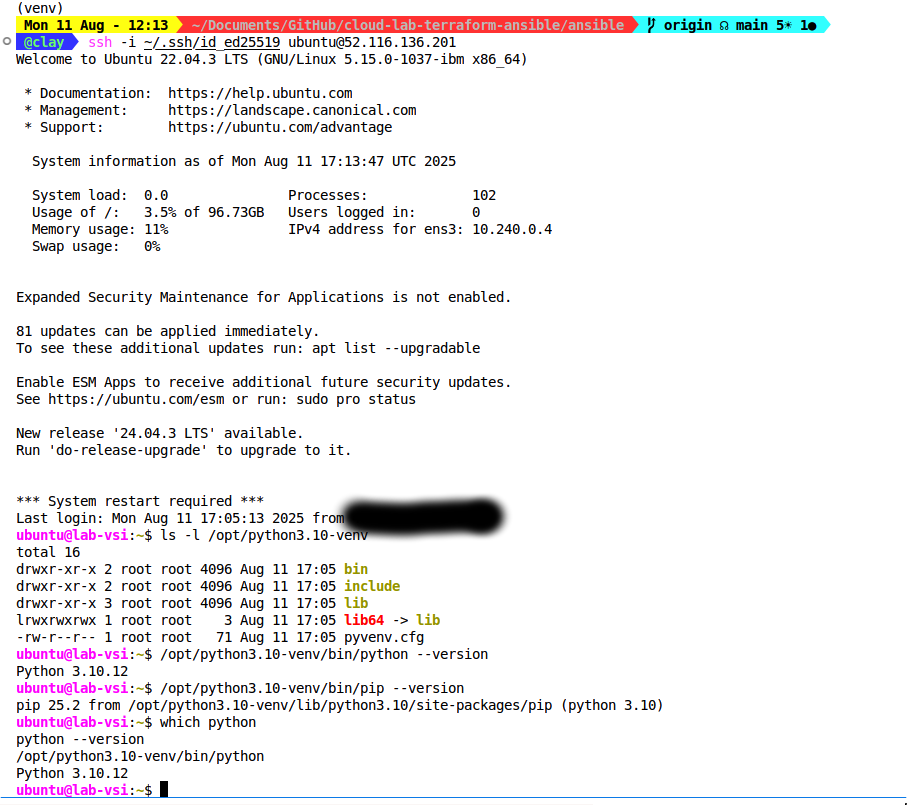 (venv)
Mon 11 Aug - 12:13 ~/Documents/GitHub/cloud-lab-terraform-ansible/ansible origin main 5☀ 1●
@clay ssh -i ~/.ssh/id_ed25519 ubuntu@52.116.136.201
Welcome to Ubuntu 22.04.3 LTS (GNU/Linux 5.15.0-1037-ibm x86_64)
* Documentation: https://help.ubuntu.com
* Management: https://landscape.canonical.com
* Support: https://ubuntu.com/advantage
System information as of Mon Aug 11 17:13:47 UTC 2025
System load: 0.0 Processes: 102
Usage of /: 3.5% of 96.73GB Users logged in: 0
Memory usage: 11% IPv4 address for ens3: 10.240.0.4
Swap usage: 0%
Expanded Security Maintenance for Applications is not enabled.
81 updates can be applied immediately.
To see these additional updates run: apt list --upgradable
Enable ESM Apps to receive additional future security updates.
See https://ubuntu.com/esm or run: sudo pro status
New release '24.04.3 LTS' available.
Run 'do-release-upgrade' to upgrade to it.
*** System restart required ***
Last login: Mon Aug 11 17:05:13 2025 from
ubuntu@lab-vsi:~$ ls -l /opt/python3.10-venv
total 16
drwxr-xr-x 2 root root 4096 Aug 11 17:05 bin
drwxr-xr-x 2 root root 4096 Aug 11 17:05 include
drwxr-xr-x 3 root root 4096 Aug 11 17:05 lib
lrwxrwxrwx 1 root root 3 Aug 11 17:05 lib64 -> lib
-rw-r--r-- 1 root root 71 Aug 11 17:05 pyvenv.cfg
ubuntu@lab-vsi:~$ /opt/python3.10-venv/bin/python --version
Python 3.10.12
ubuntu@lab-vsi:~$ /opt/python3.10-venv/bin/pip --version
pip 25.2 from /opt/python3.10-venv/lib/python3.10/site-packages/pip (python 3.10)
ubuntu@lab-vsi:~$ which python
python --version
/opt/python3.10-venv/bin/python
Python 3.10.12
ubuntu@lab-vsi:~$